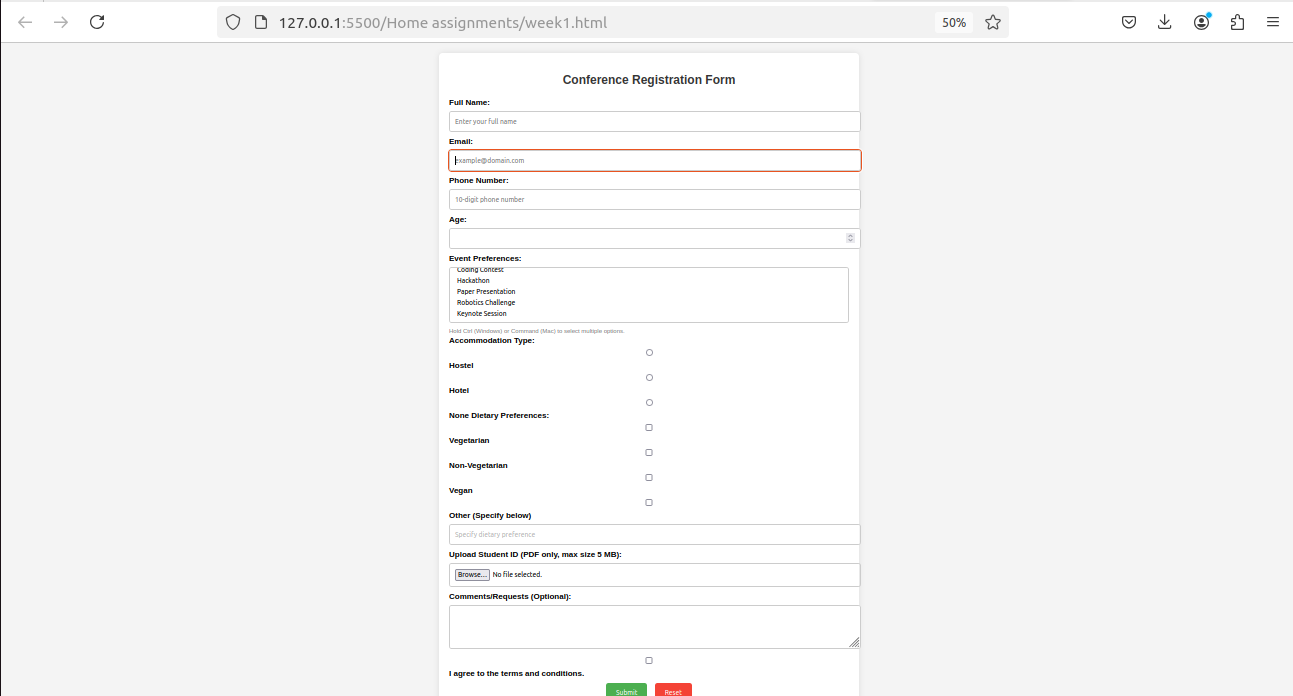 127.0.0.1:5500/Home assignments/week1.html
50%
Conference Registration Form
Full Name:
Enter your full name
Email:
example@domain.com
Phone Number:
10-digit phone number
Age:
Event Preferences:
Coding Contest
Hackathon
Paper Presentation
Robotics Challenge
Keynote Session
Hold Ctrl (Windows) or Command (Mac) to select multiple options.
Accommodation Type:
Hostel
Hotel
None Dietary Preferences:
Vegetarian
Non-Vegetarian
Vegan
Other (Specify below)
Specify dietary preference
Upload Student ID (PDF only, max size 5 MB):
Browse... No file selected.
Comments/Requests (Optional):
I agree to the terms and conditions.
Submit Reset